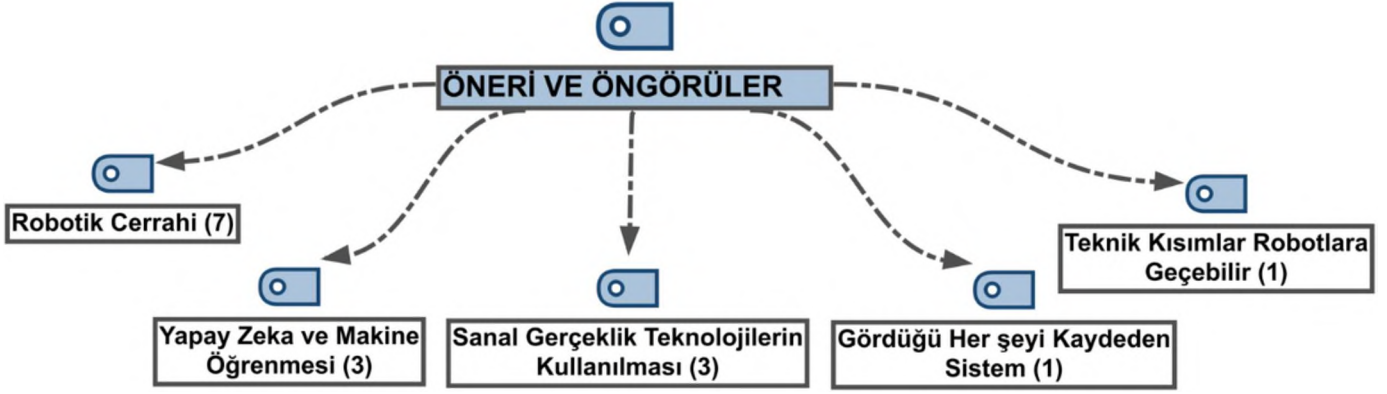 ÖNERİ VE ÖNGÖRÜLER
Robotik Cerrahi (7)
Yapay Zeka ve Makine
Öğrenmesi (3)
Sanal Gerçeklik Teknolojilerin
Kullanılması (3)
Gördüğü Her şeyi Kaydeden
Sistem (1)
Teknik Kısımlar Robotlara
Geçebilir (1)